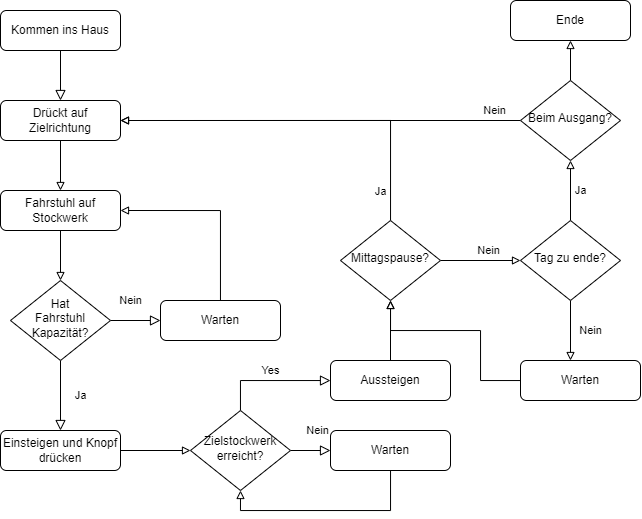 Kommen ins Haus
Ende
Drückt auf
Zielrichtung
Nein
Beim Ausgang?
Ja
Ja
Fahrstuhl auf
Stockwerk
Mittagspause?
Nein
Tag zu ende?
Hat
Fahrstuhl
Kapazität?
Nein
Warten
Nein
Ja
Yes
Aussteigen
Warten
Einsteigen und Knopf
drücken
Zielstockwerk
erreicht?
Nein
Warten